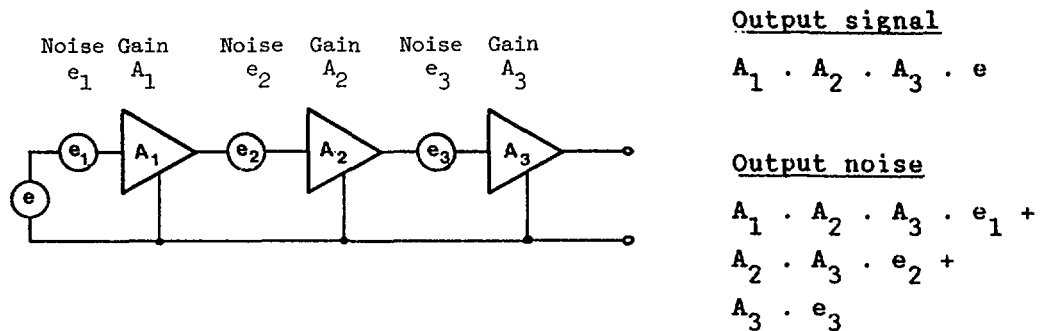 Noise Gain Noise Gain Noise Gain
e1 A1 e2 A2 e3 A3
e1 A1 e2 A2 e3 A3
e
Output signal
A1 . A2 . A3 . e
Output noise
A1 . A2 . A3 . e1 +
A2 . A3 . e2 +
A3 . e3